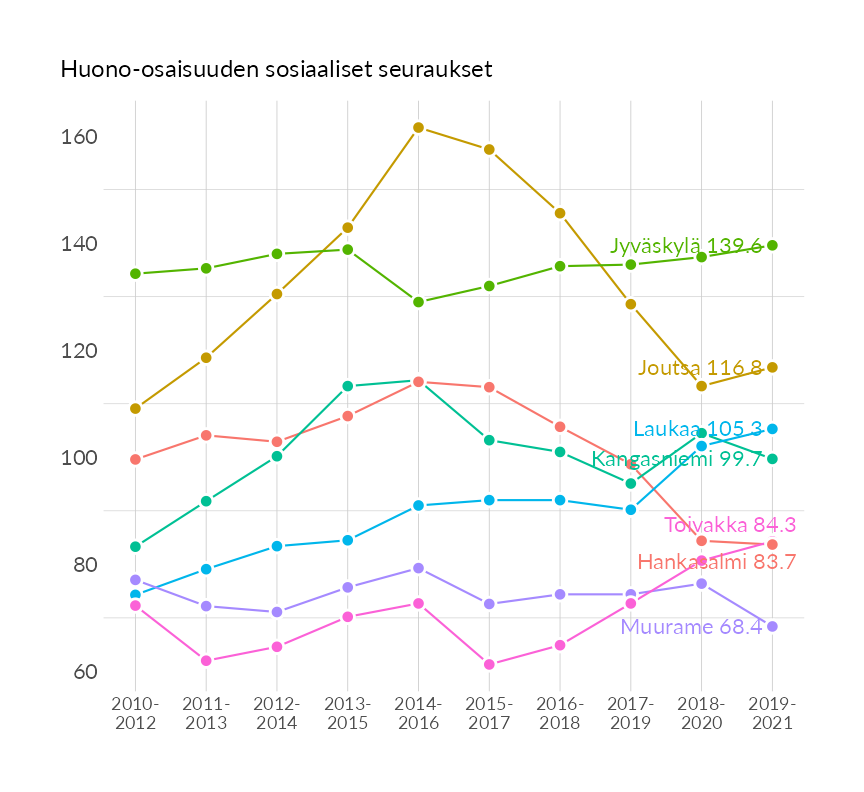 Huono-osaisuuden sosiaaliset seuraukset
160
140
120
100
80
60
Jyväskylä 139.6
Joutsa 116.8
Laukaa 105.3
Kangasniemi 99.7
Toivakka 84.3
Hankasalmi 83.7
Muurame 68.4
2010- 2011- 2012- 2013- 2014- 2015- 2016- 2017- 2018- 2019-
2012 2013 2014 2015 2016 2017 2018 2019 2020 2021